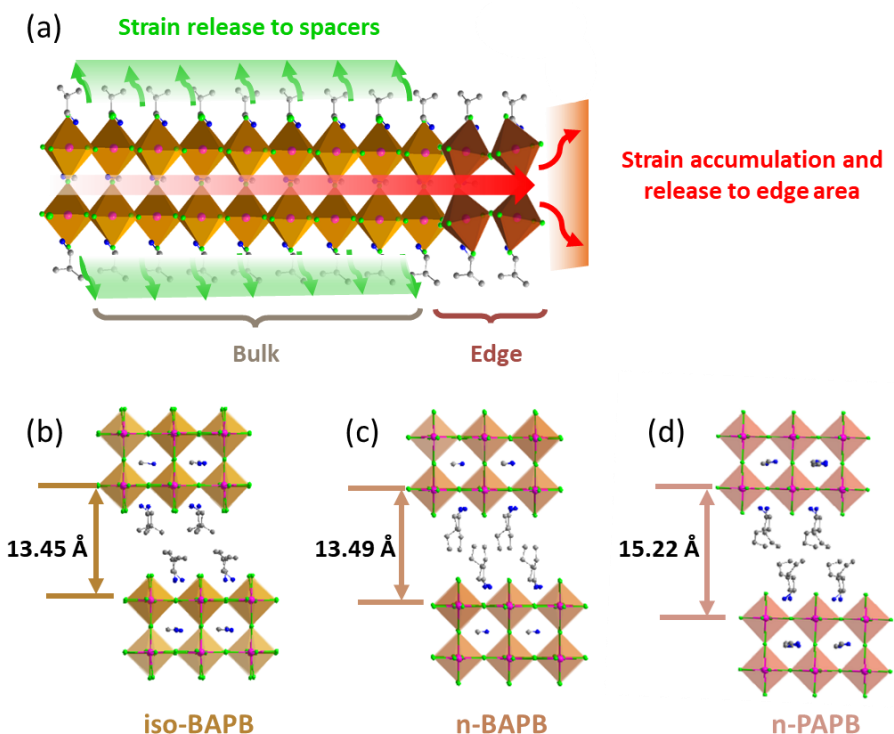 (a)
Strain release to spacers
Strain accumulation and
release to edge area
Bulk
Edge
(b)
(c)
(d)
13.45 Å
13.49 Å
15.22 Å
iso-BAPB
n-BAPB
n-PAPB